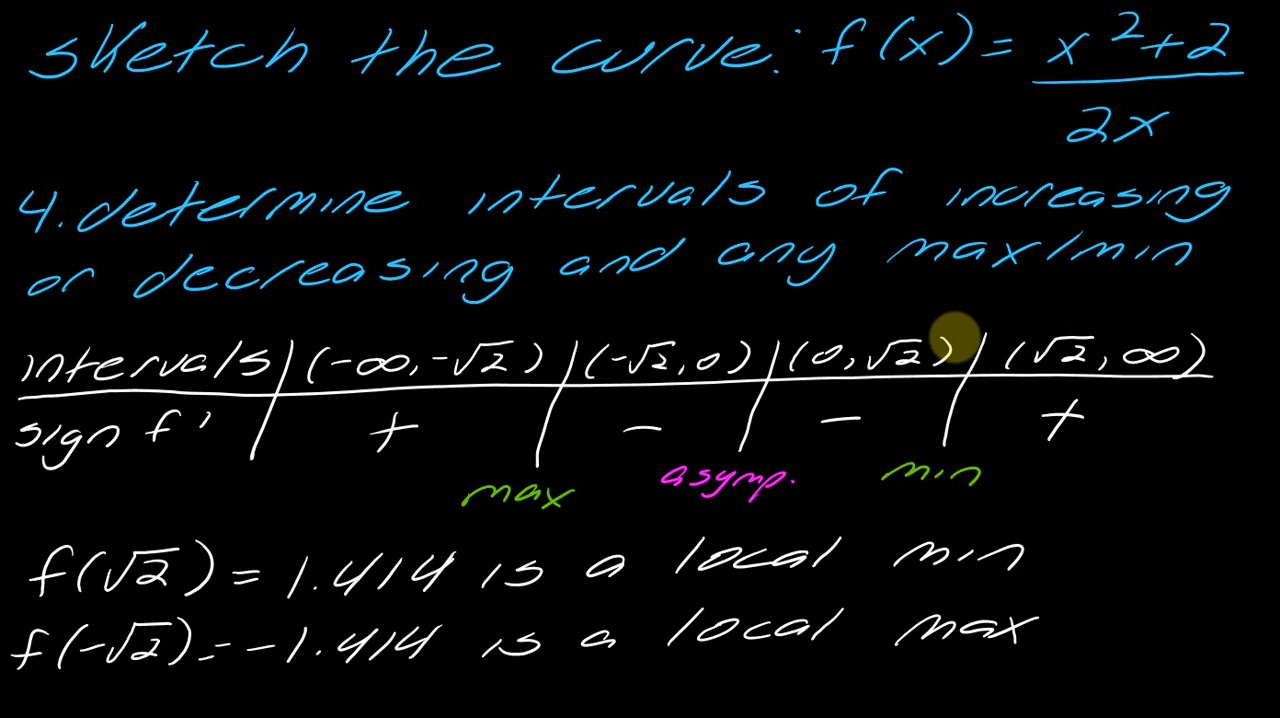 sketch the curve: f(x) = x²+2 / 2x
4. determine intervals of increasing
or decreasing and any max/min
intervals | (-∞, -√2) | (-√2, 0) | (0, √2) | (√2, ∞)
sign f' | + | - | - | +
max asymp. min
f(√2) = 1.414 is a local min
f(-√2) = -1.414 is a local max